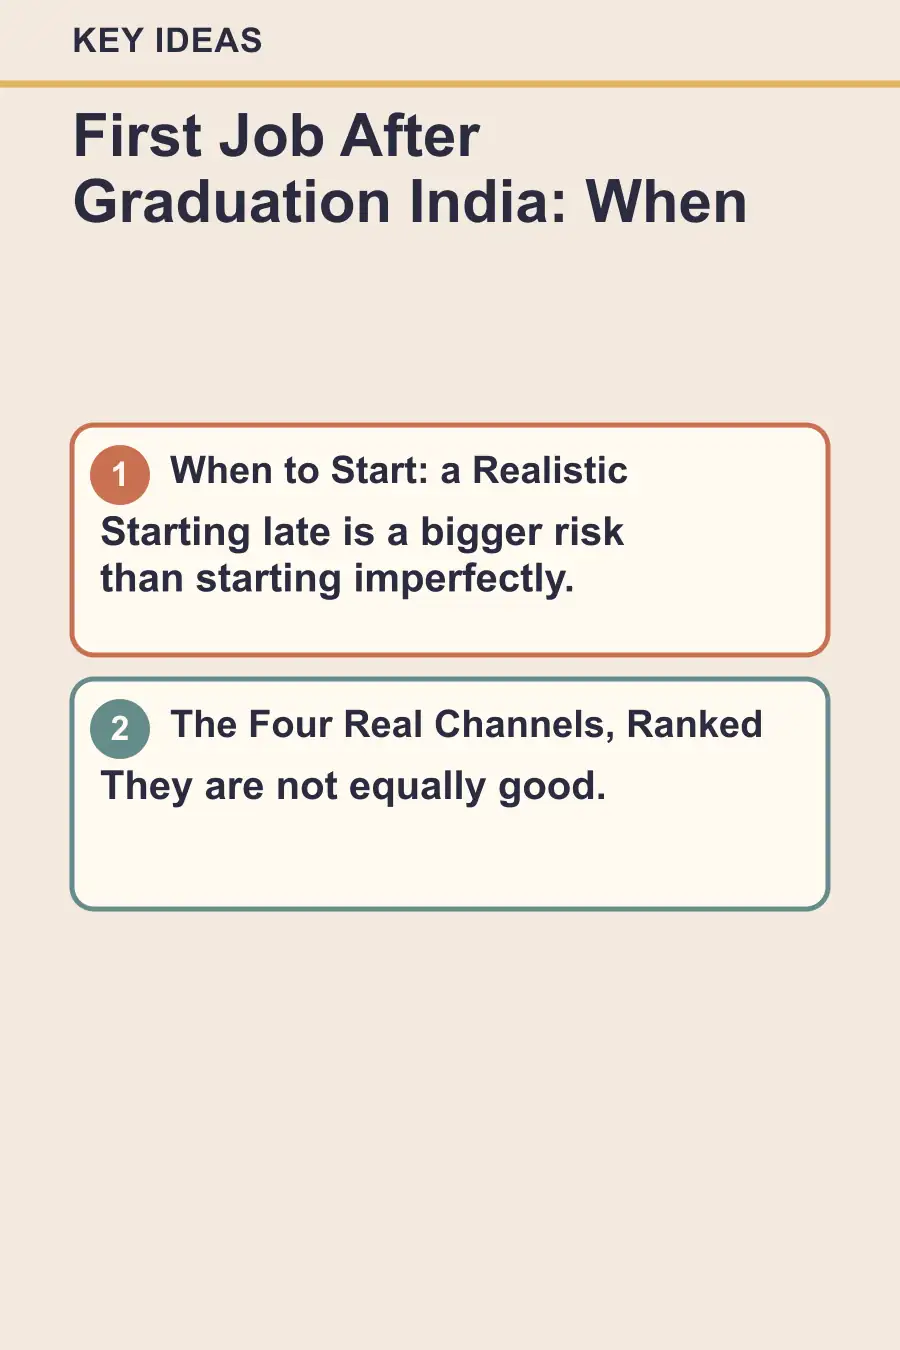 KEY IDEAS
First Job After
Graduation India: When
1 When to Start: a Realistic
Starting late is a bigger risk
than starting imperfectly.
2 The Four Real Channels, Ranked
They are not equally good.